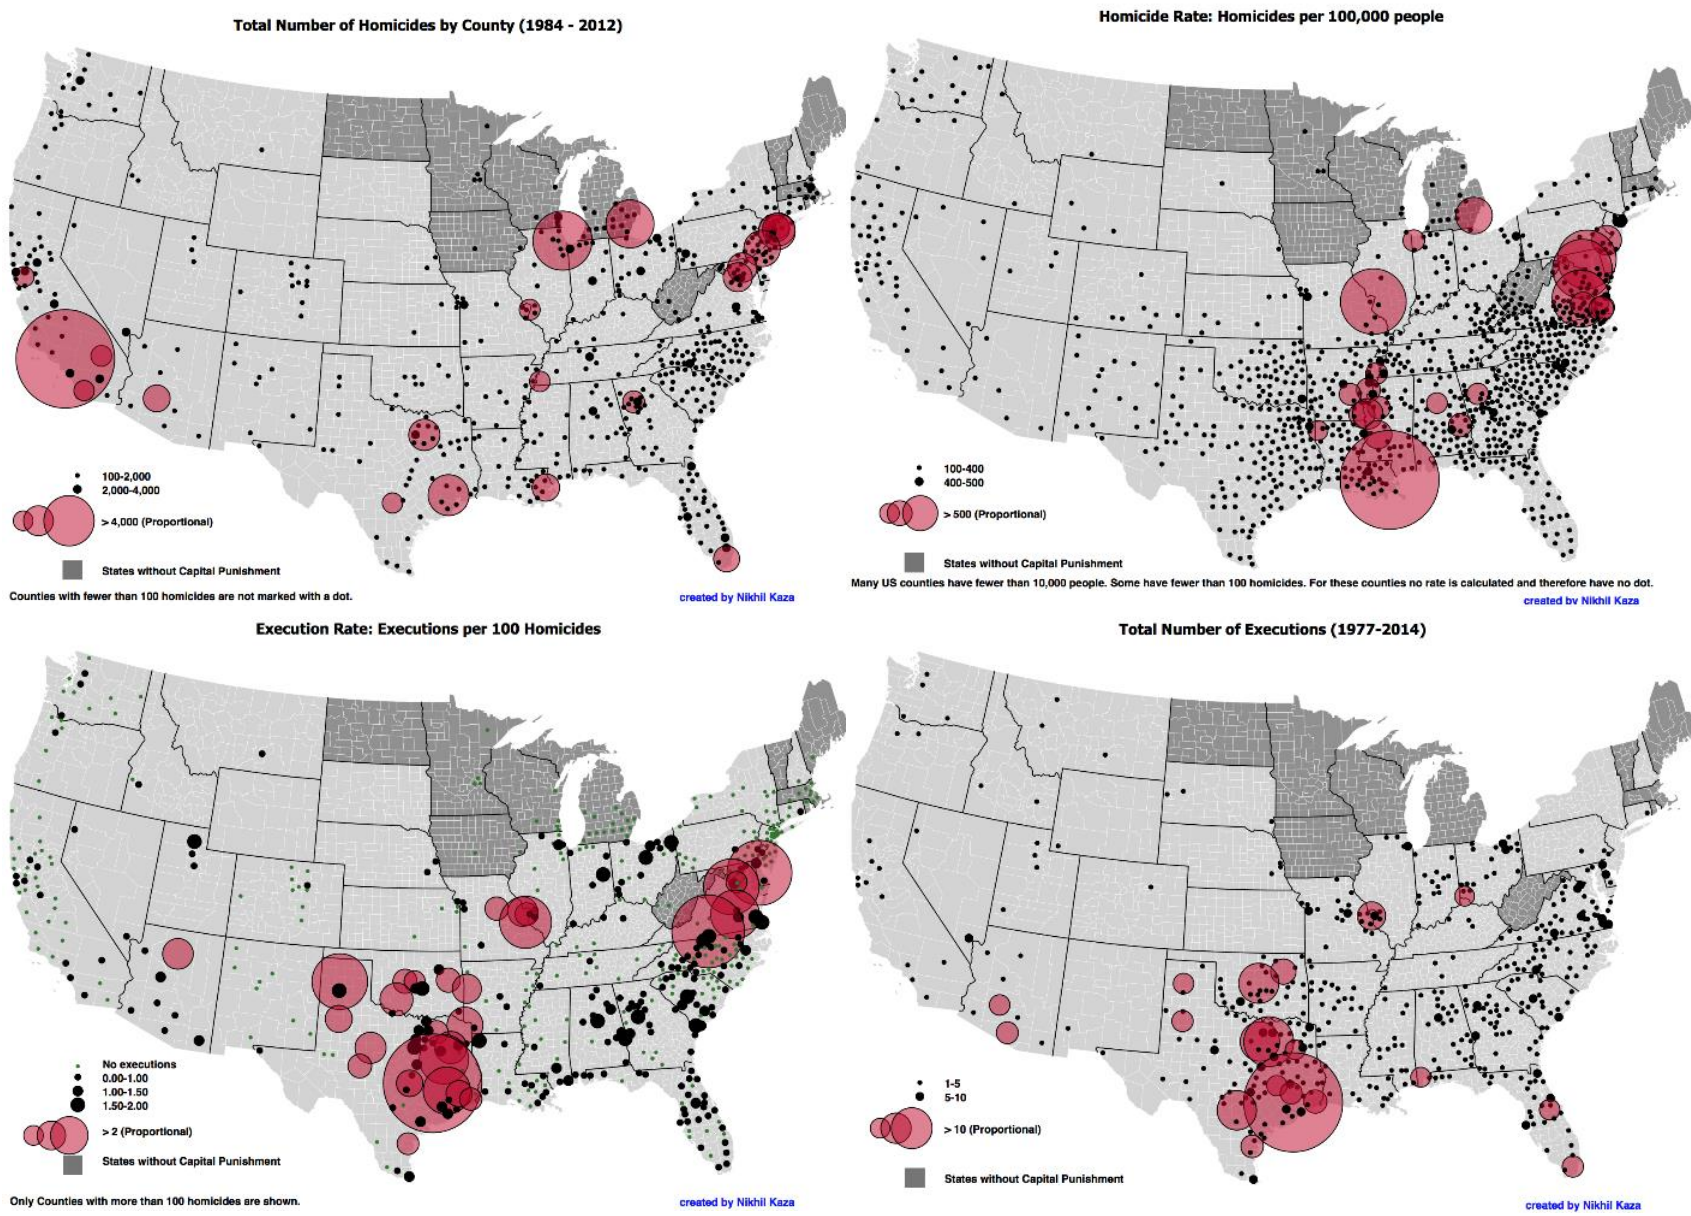 Total Number of Homicides by County (1984 - 2012)
100-2,000
2,000-4,000
> 4,000 (Proportional)
States without Capital Punishment
Counties with fewer than 100 homicides are not marked with a dot.
created by Nikhil Kaza
Homicide Rate: Homicides per 100,000 people
100-400
400-500
> 500 (Proportional)
States without Capital Punishment
Many US counties have fewer than 10,000 people. Some have fewer than 100 homicides. For these counties no rate is calculated and therefore have no dot.
created by Nikhil Kaza
Execution Rate: Executions per 100 Homicides
No executions
0.00-1.00
1.00-1.50
1.50-2.00
> 2 (Proportional)
States without Capital Punishment
Only Counties with more than 100 homicides are shown.
created by Nikhil Kaza
Total Number of Executions (1977-2014)
1-5
5-10
> 10 (Proportional)
States without Capital Punishment
created by Nikhil Kaza